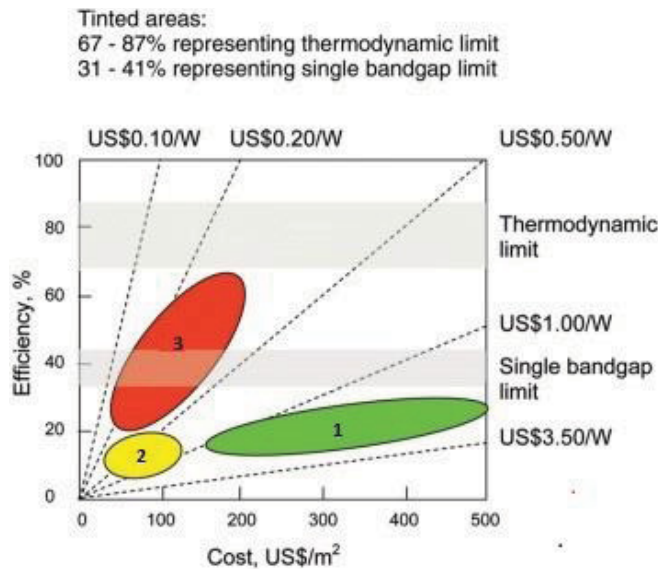 Tinted areas:
67 - 87% representing thermodynamic limit
31 - 41% representing single bandgap limit
US$0.10/W US$0.20/W US$0.50/W
100
80
60
40
20
0
Efficiency, %
Thermodynamic
limit
US$1.00/W
Single bandgap
limit
US$3.50/W
3
2
1
0 100 200 300 400 500
Cost, US$/m²